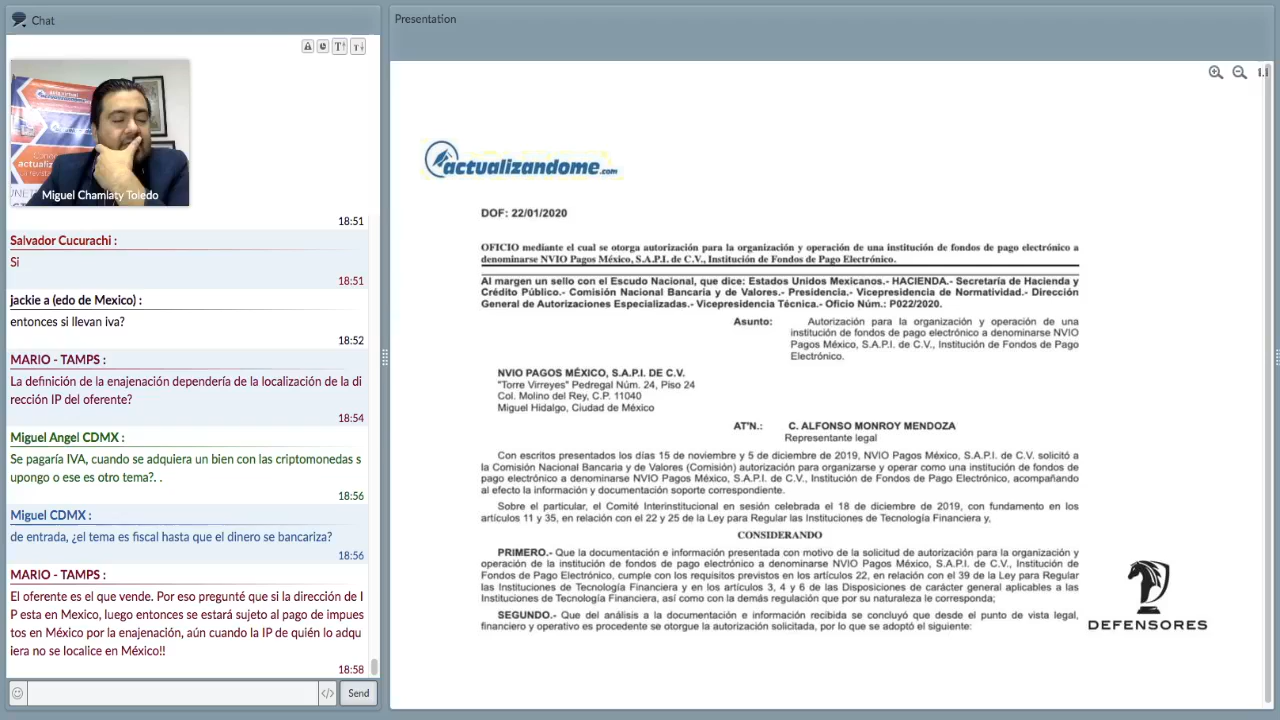 Chat
Miguel Chamlaty Toledo
18:51
Salvador Cucurachi :
Si
18:51
jackie a (edo de Mexico) :
entonces si llevan iva?
18:52
MARIO - TAMPS :
La definición de la enajenación dependería de la localización de la di
rección IP del oferente?
18:54
Miguel Angel CDMX :
Se pagaría IVA, cuando se adquiera un bien con las criptomonedas s
upongo o ese es otro tema?. .
18:56
Miguel CDMX :
de entrada, ¿el tema es fiscal hasta que el dinero se bancariza?
18:56
MARIO - TAMPS :
El oferente es el que vende. Por eso pregunté que si la dirección de I
P esta en Mexico, luego entonces se estará sujeto al pago de impues
tos en México por la enajenación, aún cuando la IP de quién lo adqu
iera no se localice en México!!
18:58
Send
Presentation
1:1
actualizandome.com
DOF: 22/01/2020
OFICIO mediante el cual se otorga autorización para la organización y operación de una institución de fondos de pago electrónico a
denominarse NVIO Pagos México, S.A.P.I. de C.V., Institución de Fondos de Pago Electrónico.
Al margen un sello con el Escudo Nacional, que dice: Estados Unidos Mexicanos.- HACIENDA.- Secretaría de Hacienda y
Crédito Público.- Comisión Nacional Bancaria y de Valores.- Presidencia.- Vicepresidencia de Normatividad.- Dirección
General de Autorizaciones Especializadas.- Vicepresidencia Técnica.- Oficio Núm.: P022/2020.
Asunto: Autorización para la organización y operación de una
institución de fondos de pago electrónico a denominarse NVIO
Pagos México, S.A.P.I. de C.V., Institución de Fondos de Pago
Electrónico.
NVIO PAGOS MÉXICO, S.A.P.I. DE C.V.
"Torre Virreyes" Pedregal Núm. 24, Piso 24
Col. Molino del Rey, C.P. 11040
Miguel Hidalgo, Ciudad de México
AT'N.: C. ALFONSO MONROY MENDOZA
Representante legal
Con escritos presentados los días 15 de noviembre y 5 de diciembre de 2019, NVIO Pagos México, S.A.P.I. de C.V. solicitó a
la Comisión Nacional Bancaria y de Valores (Comisión) autorización para organizarse y operar como una institución de fondos de
pago electrónico a denominarse NVIO Pagos México, S.A.P.I. de C.V., Institución de Fondos de Pago Electrónico, acompañando
al efecto la información y documentación soporte correspondiente.
Sobre el particular, el Comité Interinstitucional en sesión celebrada el 18 de diciembre de 2019, con fundamento en los
artículos 11 y 35, en relación con el 22 y 25 de la Ley para Regular las Instituciones de Tecnología Financiera y,
CONSIDERANDO
PRIMERO.- Que la documentación e información presentada con motivo de la solicitud de autorización para la organización y
operación de la institución de fondos de pago electrónico a denominarse NVIO Pagos México, S.A.P.I. de C.V., Institución de
Fondos de Pago Electrónico, cumple con los requisitos previstos en los artículos 22, en relación con el 39 de la Ley para Regular
las Instituciones de Tecnología Financiera y en los artículos 3, 4 y 6 de las Disposiciones de carácter general aplicables a las
Instituciones de Tecnología Financiera, así como con la demás regulación que por su naturaleza le corresponda;
SEGUNDO.- Que del análisis a la documentación e información recibida se concluyó que desde el punto de vista legal,
financiero y operativo es procedente se otorgue la autorización solicitada, por lo que se adoptó el siguiente:
DEFENSORES